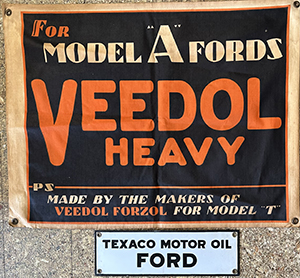 FOR
MODEL "A" FORDS
VEEDOL
HEAVY
PS
MADE BY THE MAKERS OF
VEEDOL FORZOL FOR MODEL "T"
TEXACO MOTOR OIL
FORD